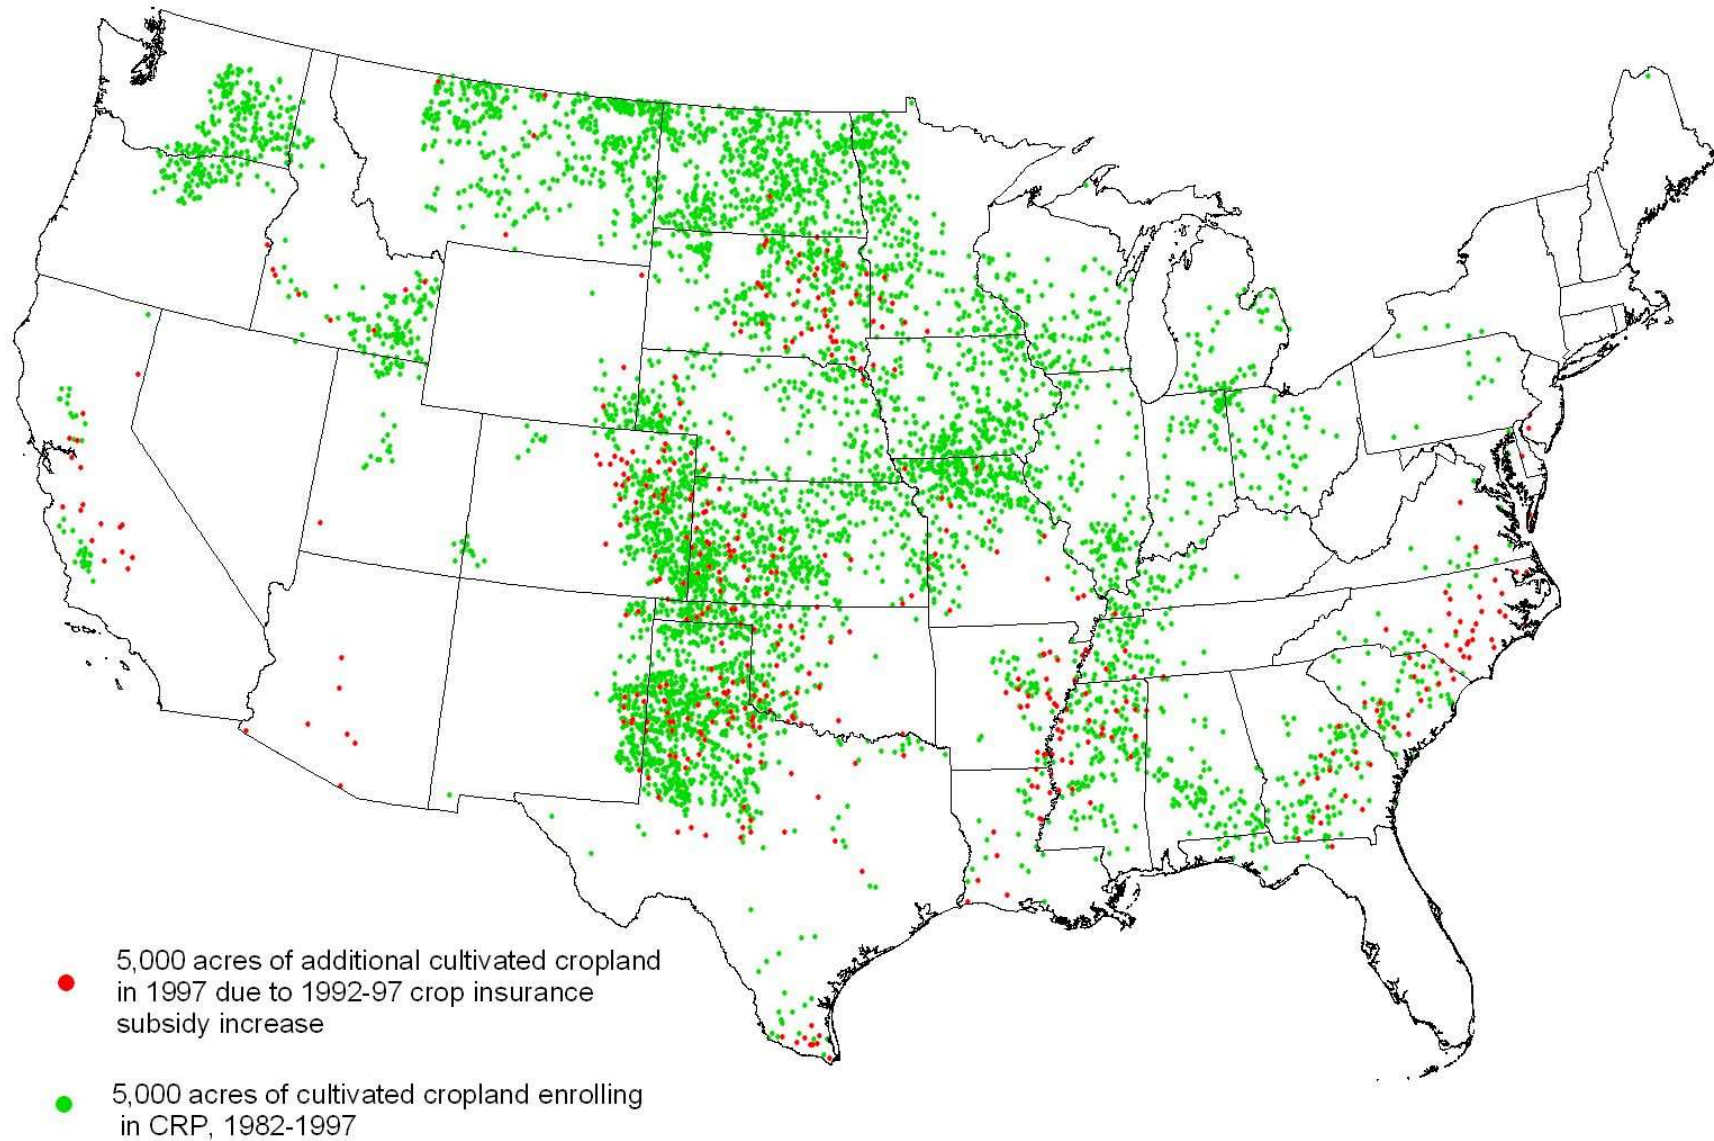 5,000 acres of additional cultivated cropland
in 1997 due to 1992-97 crop insurance
subsidy increase
5,000 acres of cultivated cropland enrolling
in CRP, 1982-1997